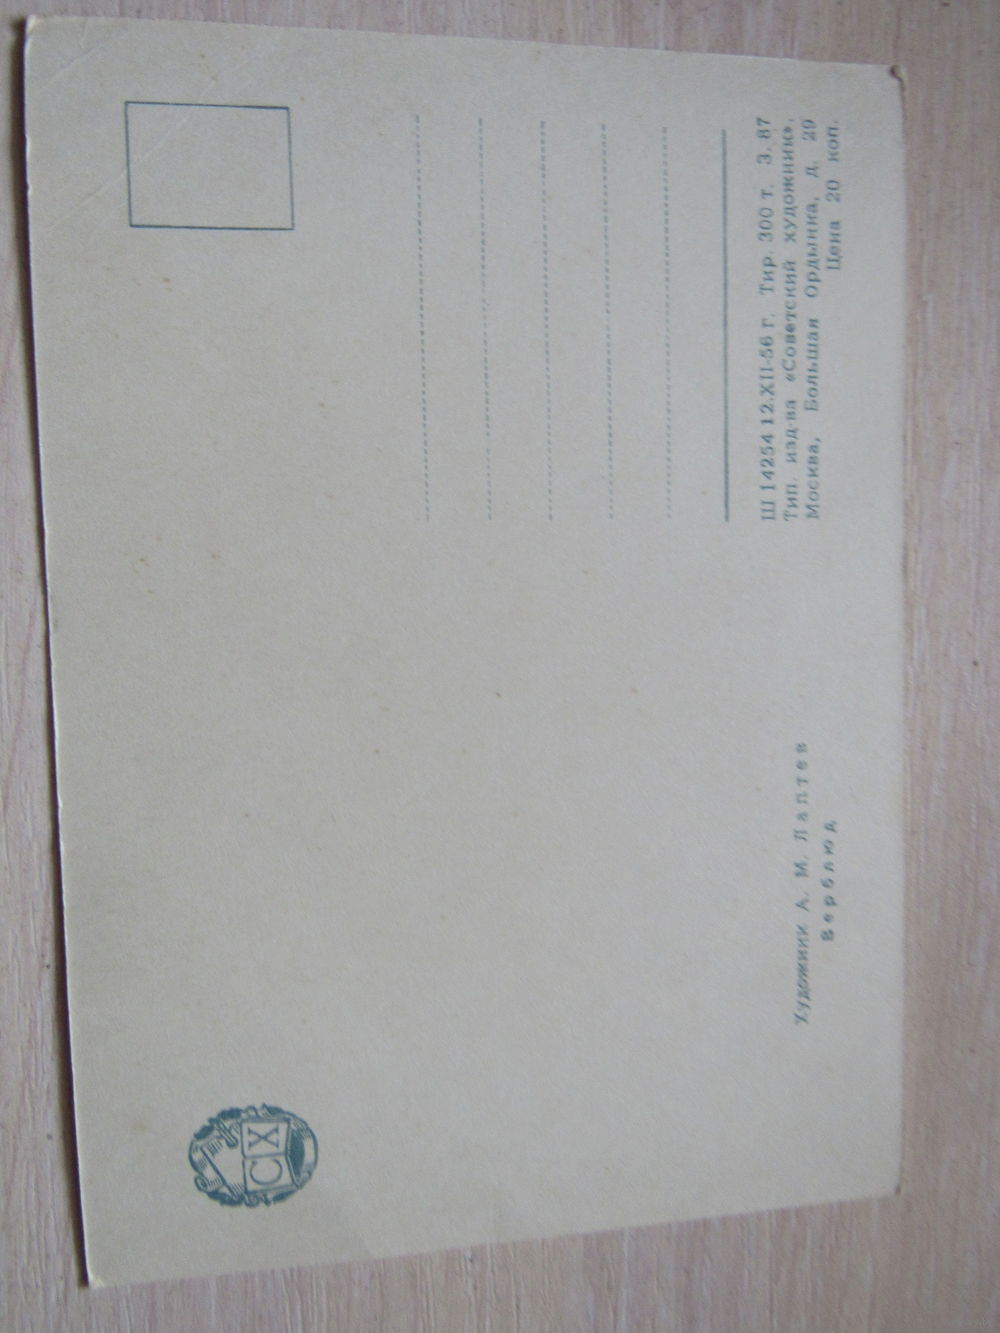 СХ
Художник А. М. Лаптев
Верблюд
Ш 14254 12.XII-56 г. Тир. 300 т. З. 87
Тип. изд-ва «Советский художник».
Москва, Большая Ордынка, д. 29
Цена 20 коп.